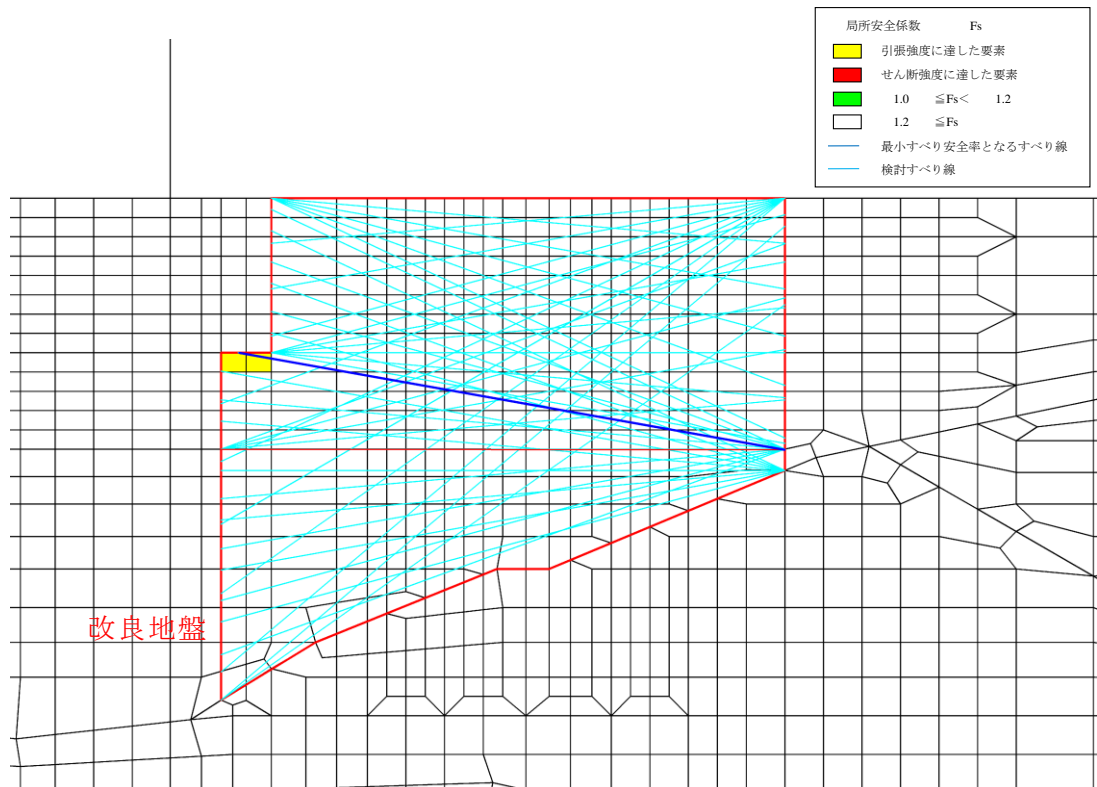 局所安全係数 Fs
引張強度に達した要素
せん断強度に達した要素
1.0 ≦Fs＜ 1.2
1.2 ≦Fs
最小すべり安全率となるすべり線
検討すべり線
改良地盤